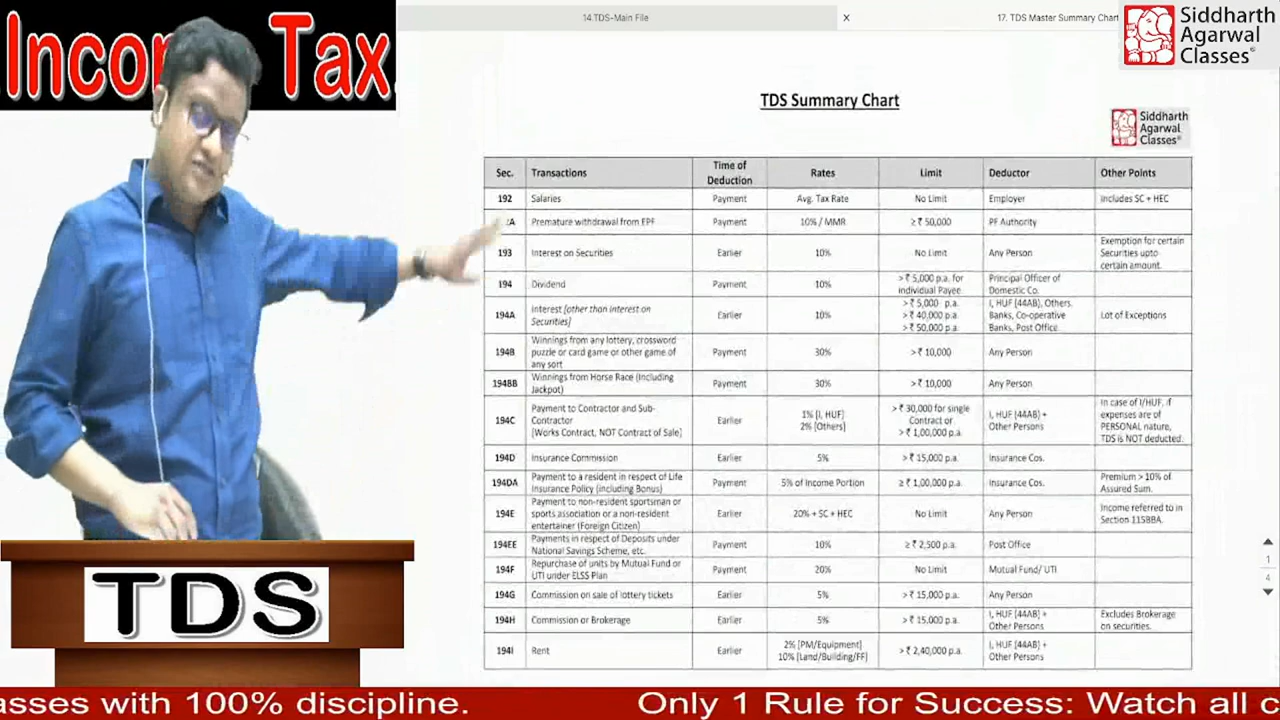 Incom Tax.
14.TDS-Main File
X
17. TDS Master Summary Chart
Siddharth
Agarwal
Classes®
TDS Summary Chart
Siddharth
Agarwal
Classes
Sec. Transactions Time of Deduction Rates Limit Deductor Other Points
192 Salaries Payment Avg. Tax Rate No Limit Employer Includes SC + HEC
2A Premature withdrawal from EPF Payment 10% / MMR ≥ ₹ 50,000 PF Authority
193 Interest on Securities Earlier 10% No Limit Any Person Exemption for certain Securities upto certain amount.
194 Dividend Payment 10% > ₹ 5,000 p.a. for individual Payee Principal Officer of Domestic Co.
194A Interest [other than interest on Securities] Earlier 10% > ₹ 5,000 p.a. > ₹ 40,000 p.a. > ₹ 50,000 p.a. I, HUF (44AB), Others. Banks, Co-operative Banks, Post Office. Lot of Exceptions
194B Winnings from any lottery, crossword puzzle or card game or other game of any sort Payment 30% > ₹ 10,000 Any Person
194BB Winnings from Horse Race (Including Jackpot) Payment 30% > ₹ 10,000 Any Person
194C Payment to Contractor and Sub-Contractor [Works Contract, NOT Contract of Sale] Earlier 1% [I, HUF] 2% [Others] > ₹ 30,000 for single Contract or > ₹ 1,00,000 p.a. I, HUF [44AB] + Other Persons In case of I/HUF, if expenses are of PERSONAL nature, TDS is NOT deducted.
194D Insurance Commission Earlier 5% > ₹ 15,000 p.a. Insurance Cos.
194DA Payment to a resident in respect of Life Insurance Policy (including Bonus) Payment 5% of Income Portion ≥ ₹ 1,00,000 p.a. Insurance Cos. Premium > 10% of Assured Sum.
194E Payment to non-resident sportsman or sports association or a non-resident entertainer (Foreign Citizen) Earlier 20% + SC + HEC No Limit Any Person Income referred to in Section 115BBA.
194EE Payments in respect of Deposits under National Savings Scheme, etc. Payment 10% ≥ ₹ 2,500 p.a. Post Office
194F Repurchase of units by Mutual Fund or UTI under ELSS Plan Payment 20% No Limit Mutual Fund/ UTI
194G Commission on sale of lottery tickets Earlier 5% > ₹ 15,000 p.a. Any Person
194H Commission or Brokerage Earlier 5% > ₹ 15,000 p.a. I, HUF [44AB] + Other Persons Excludes Brokerage on securities.
194I Rent Earlier 2% [PM/Equipment] 10% [Land/Building/FF] > ₹ 2,40,000 p.a. I, HUF [44AB] + Other Persons
1
4
TDS
asses with 100% discipline. Only 1 Rule for Success: Watch all c